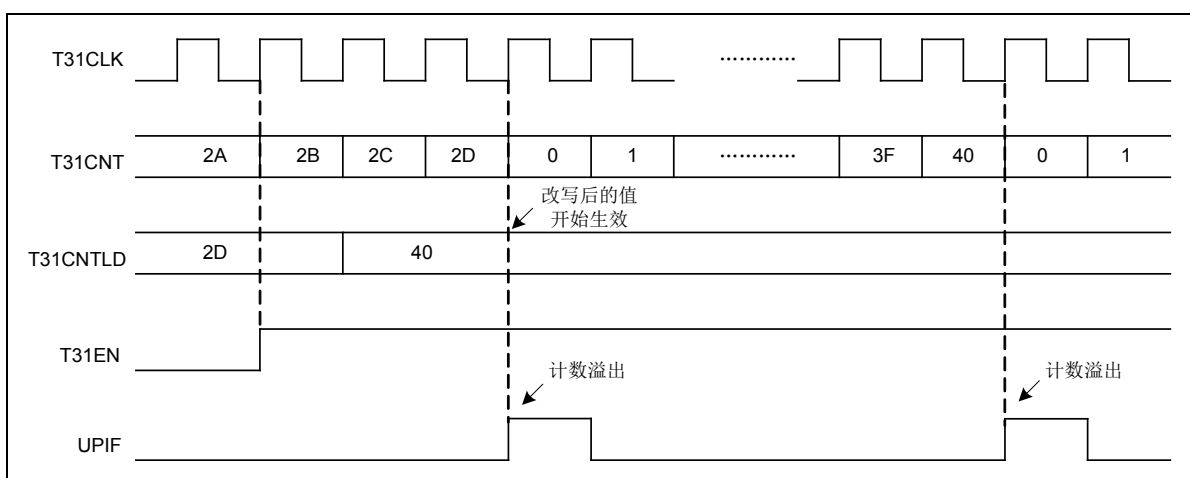 T31CLK
…………
T31CNT 2A 2B 2C 2D 0 1 ………… 3F 40 0 1
改写后的值
开始生效
T31CNTLD 2D 40
T31EN
计数溢出 计数溢出
UPIF